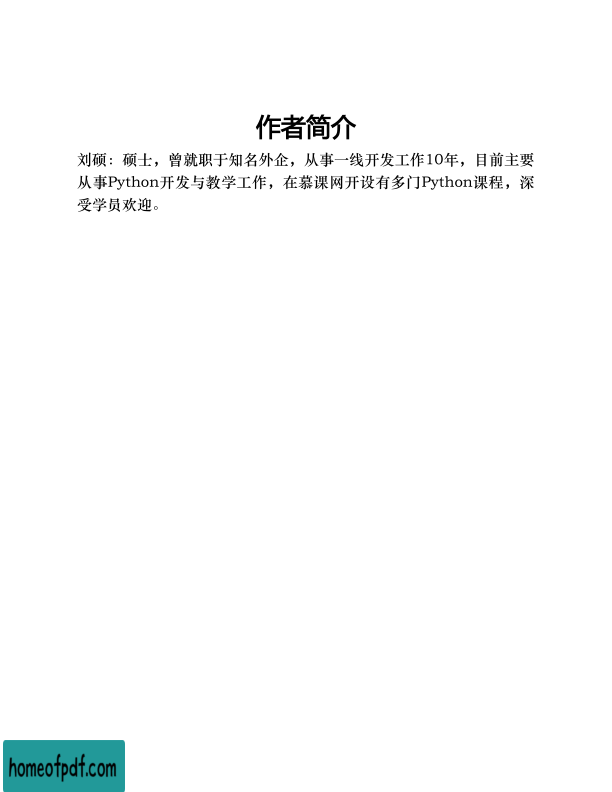 作者简介
刘硕：硕士，曾就职于知名外企，从事一线开发工作10年，目前主要
从事Python开发与教学工作，在慕课网开设有多门Python课程，深
受学员欢迎。
homeofpdf.com